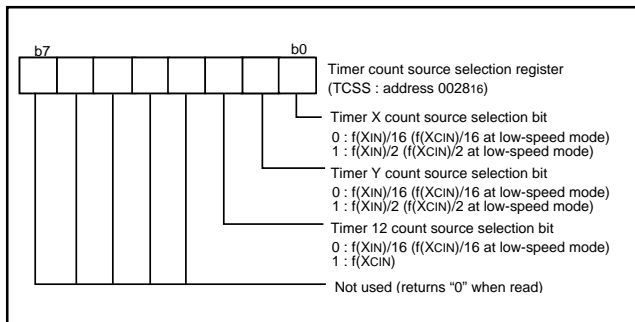 b7 b0
Timer count source selection register
(TCSS : address 002816)
Timer X count source selection bit
0 : f(XIN)/16 (f(XCIN)/16 at low-speed mode)
1 : f(XIN)/2 (f(XCIN)/2 at low-speed mode)
Timer Y count source selection bit
0 : f(XIN)/16 (f(XCIN)/16 at low-speed mode)
1 : f(XIN)/2 (f(XCIN)/2 at low-speed mode)
Timer 12 count source selection bit
0 : f(XIN)/16 (f(XCIN)/16 at low-speed mode)
1 : f(XCIN)
Not used (returns “0” when read)